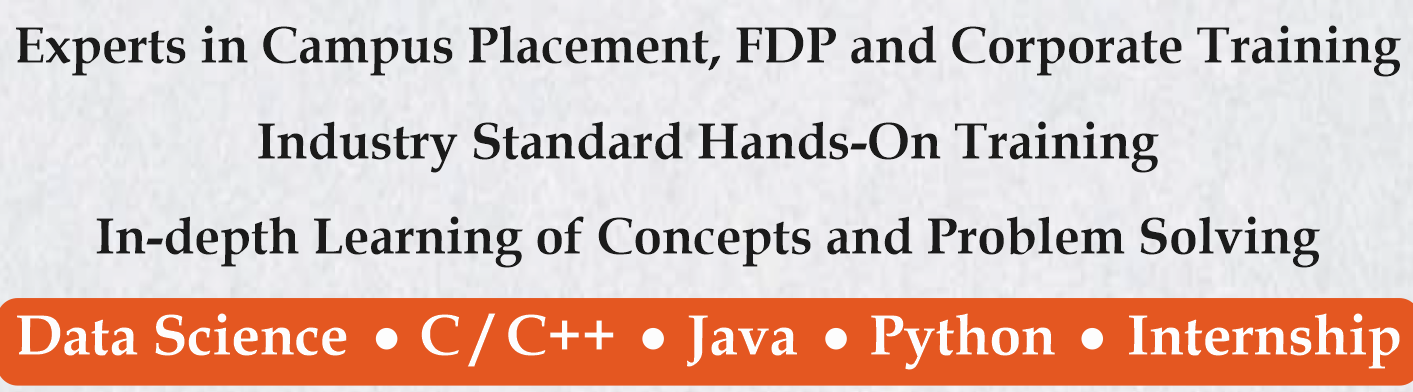 Experts in Campus Placement, FDP and Corporate Training
Industry Standard Hands-On Training
In-depth Learning of Concepts and Problem Solving
Data Science • C / C++ • Java • Python • Internship